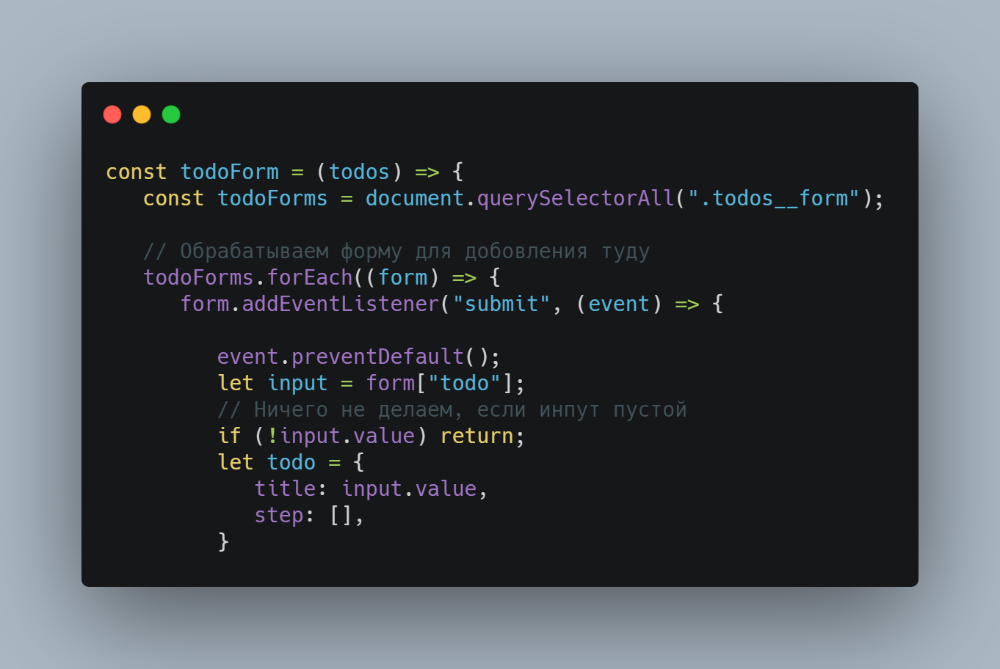 const todoForm = (todos) => {
   const todoForms = document.querySelectorAll(".todos__form");

   // Обрабатываем форму для добовления туду
   todoForms.forEach((form) => {
      form.addEventListener("submit", (event) => {

         event.preventDefault();
         let input = form["todo"];
         // Ничего не делаем, если инпут пустой
         if (!input.value) return;
         let todo = {
            title: input.value,
            step: [],
         }